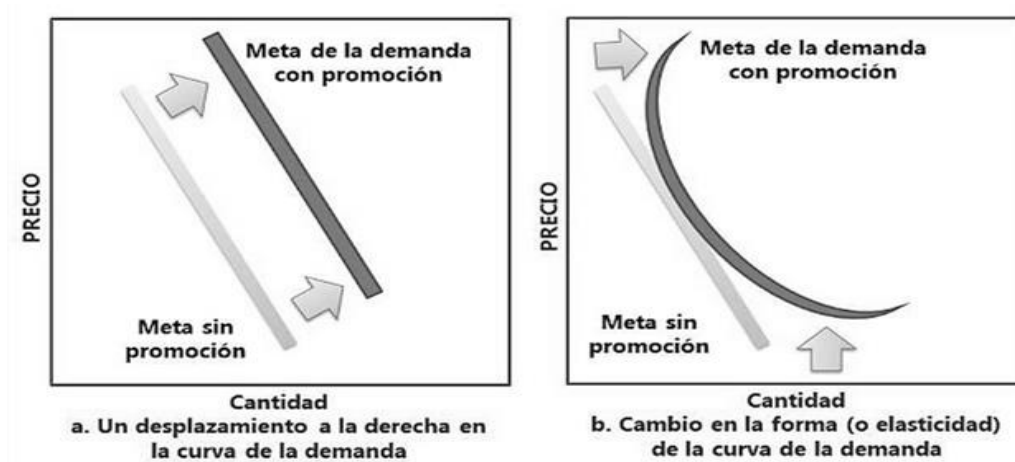 Meta de la demanda
con promoción
PRECIO
Meta sin
promoción
Cantidad
a. Un desplazamiento a la derecha en
la curva de la demanda
Meta de la demanda
con promoción
PRECIO
Meta sin
promoción
Cantidad
b. Cambio en la forma (o elasticidad)
de la curva de la demanda